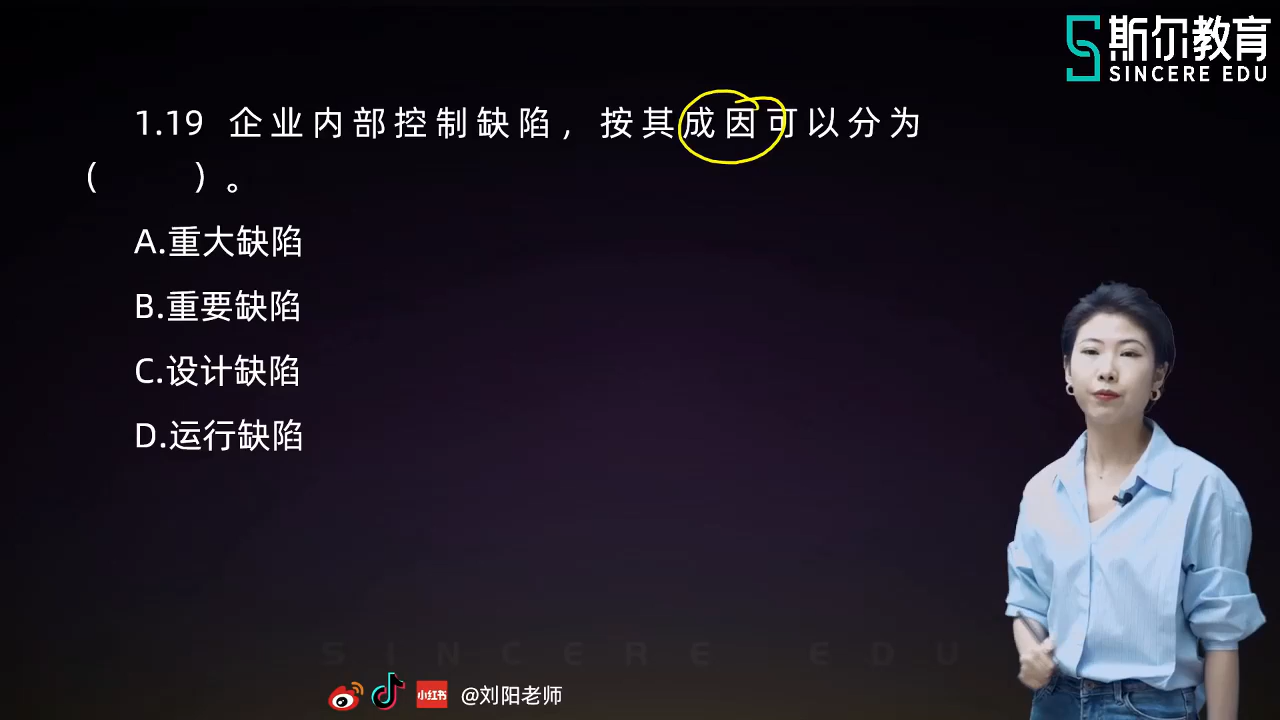 斯尔教育
SINCERE EDU
1.19 企业内部控制缺陷，按其成因可以分为
（ ）。
A.重大缺陷
B.重要缺陷
C.设计缺陷
D.运行缺陷
SINCERE EDU
小红书 @刘阳老师